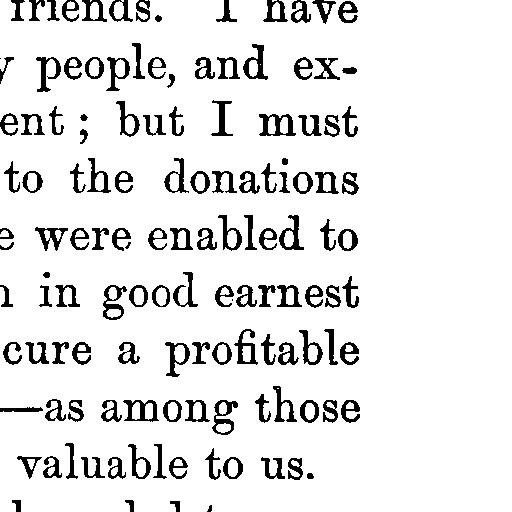 friends. I have
people, and ex-
ent; but I must
to the donations
were enabled to
in good earnest
cure a profitable
—as among those
valuable to us.